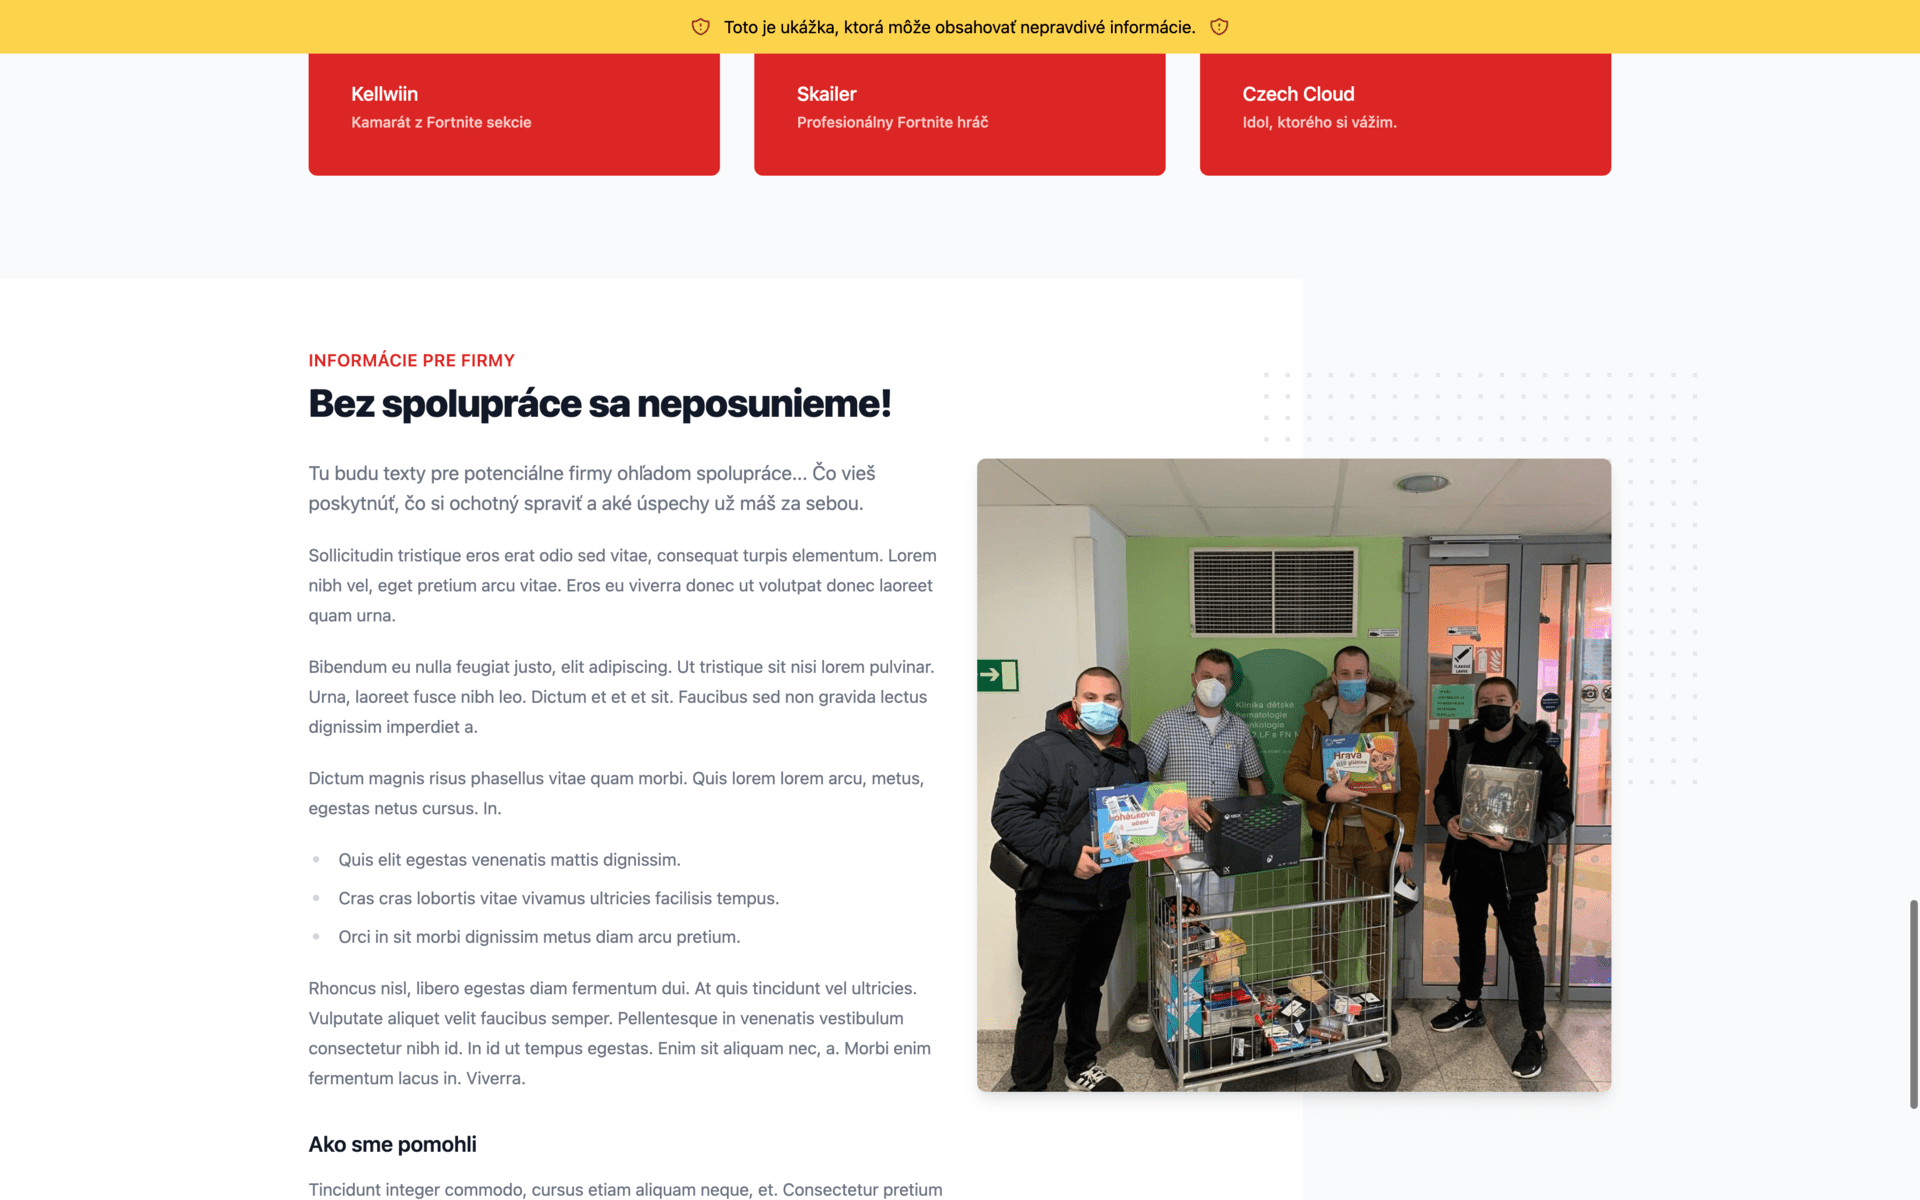 Toto je ukážka, ktorá môže obsahovať nepravdivé informácie.
Kellwiin
Kamarát z Fortnite sekcie
Skailer
Profesionálny Fortnite hráč
Czech Cloud
Idol, ktorého si vážim.
INFORMÁCIE PRE FIRMY
Bez spolupráce sa neposunieme!
Tu budu texty pre potenciálne firmy ohľadom spolupráce... Čo vieš
poskytnúť, čo si ochotný spraviť a aké úspechy už máš za sebou.
Sollicitudin tristique eros erat odio sed vitae, consequat turpis elementum. Lorem
nibh vel, eget pretium arcu vitae. Eros eu viverra donec ut volutpat donec laoreet
quam urna.
Bibendum eu nulla feugiat justo, elit adipiscing. Ut tristique sit nisi lorem pulvinar.
Urna, laoreet fusce nibh leo. Dictum et et et sit. Faucibus sed non gravida lectus
dignissim imperdiet a.
Dictum magnis risus phasellus vitae quam morbi. Quis lorem lorem arcu, metus,
egestas netus cursus. In.
Quis elit egestas venenatis mattis dignissim.
Cras cras lobortis vitae vivamus ultricies facilisis tempus.
Orci in sit morbi dignissim metus diam arcu pretium.
Rhoncus nisl, libero egestas diam fermentum dui. At quis tincidunt vel ultricies.
Vulputate aliquet velit faucibus semper. Pellentesque in venenatis vestibulum
consectetur nibh id. In id ut tempus egestas. Enim sit aliquam nec, a. Morbi enim
fermentum lacus in. Viverra.
Ako sme pomohli
Tincidunt integer commodo, cursus etiam aliquam neque, et. Consectetur pretium
Klinika dětské
hematologie
onkologie
2.LF a FN M
Hravá
učení
XBOX